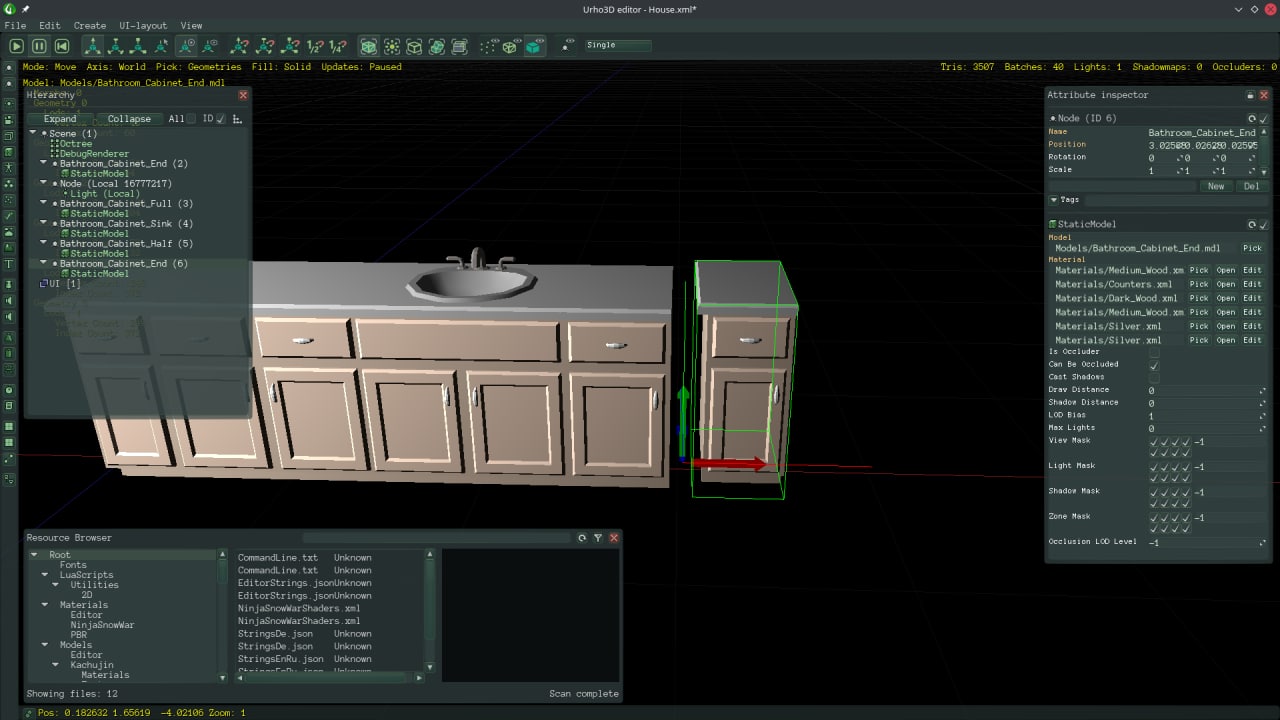 Urho3D editor - House.xml*
File Edit Create UI-layout View
Single
Mode: Move Axis: World Pick: Geometries Fill: Solid Updates: Paused
Tris: 3507 Batches: 40 Lights: 1 Shadowmaps: 0 Occluders: 0
Model: Models/Bathroom_Cabinet_End.mdl
Hierarchy
Expand Collapse All ID
Scene (1)
Octree
DebugRenderer
Bathroom_Cabinet_End (2)
StaticModel
Node (Local 16777217)
Light (Local)
Bathroom_Cabinet_Full (3)
StaticModel
Bathroom_Cabinet_Sink (4)
StaticModel
Bathroom_Cabinet_Half (5)
StaticModel
Bathroom_Cabinet_End (6)
StaticModel
UI [1]
Attribute inspector
Node (ID 6)
Name Bathroom_Cabinet_End
Position
Rotation 0 0 0
Scale 1 1 1
New Del
Tags
StaticModel
Model
Models/Bathroom_Cabinet_End.mdl Pick
Material
Materials/Medium_Wood.xm Pick Open Edit
Materials/Counters.xml Pick Open Edit
Materials/Dark_Wood.xml Pick Open Edit
Materials/Medium_Wood.xm Pick Open Edit
Materials/Silver.xml Pick Open Edit
Materials/Silver.xml Pick Open Edit
Is Occluder
Can Be Occluded
Cast Shadows
Draw Distance 0
Shadow Distance 0
LOD Bias 1
Max Lights 0
View Mask -1
Light Mask -1
Shadow Mask -1
Zone Mask -1
Occlusion LOD Level -1
Resource Browser
Root
Fonts
LuaScripts
Utilities
2D
Materials
Editor
NinjaSnowWar
PBR
Models
Editor
Kachujin
Materials
CommandLine.txt Unknown
CommandLine.txt Unknown
EditorStrings.json Unknown
EditorStrings.json Unknown
NinjaSnowWarShaders.xml
NinjaSnowWarShaders.xml
StringsDe.json Unknown
StringsDe.json Unknown
StringsEnRu.json Unknown
StringsEnRu.json Unknown
Showing files: 12
Scan complete
Pos: 0.182632 1.65619 -4.02106 Zoom: 1